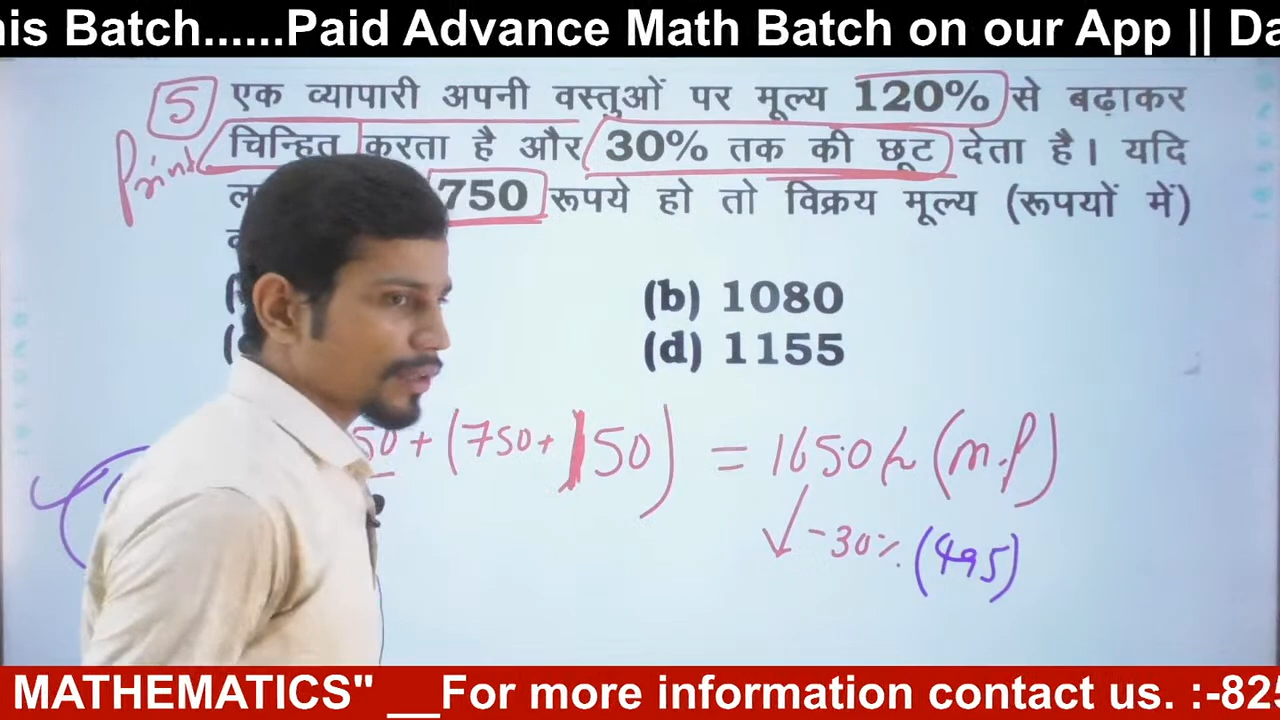 his Batch......Paid Advance Math Batch on our App || Da
5 एक व्यापारी अपनी वस्तुओं पर मूल्य 120% से बढ़ाकर
Print चिन्हित करता है और 30% तक की छूट देता है। यदि
750 रूपये हो तो विक्रय मूल्य (रूपयों में)
(b) 1080
(d) 1155
50 + (750 + 150) = 1650 (m.p)
-30% (495)
MATHEMATICS" __For more information contact us. :-825